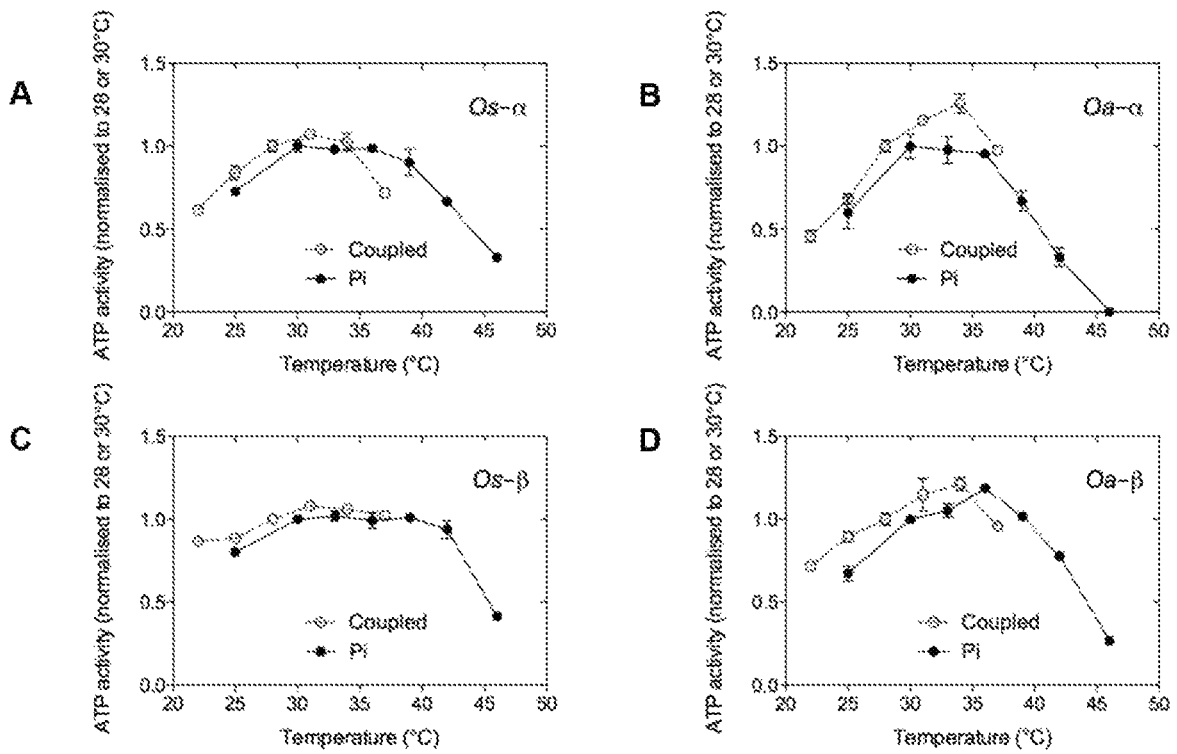 A
ATP activity (normalised to 28 or 30°C)
1.5
1.0
0.5
0.0
Os-α
Coupled
Pi
20 25 30 35 40 45 50
Temperature (°C)
B
ATP activity (normalised to 28 or 30°C)
1.5
1.0
0.5
0.0
Oa-α
Coupled
Pi
20 25 30 35 40 45 50
Temperature (°C)
C
ATP activity (normalised to 28 or 30°C)
1.5
1.0
0.5
0.0
Os-β
Coupled
Pi
20 25 30 35 40 45 50
Temperature (°C)
D
ATP activity (normalised to 28 or 30°C)
1.5
1.0
0.5
0.0
Oa-β
Coupled
Pi
20 25 30 35 40 45 50
Temperature (°C)